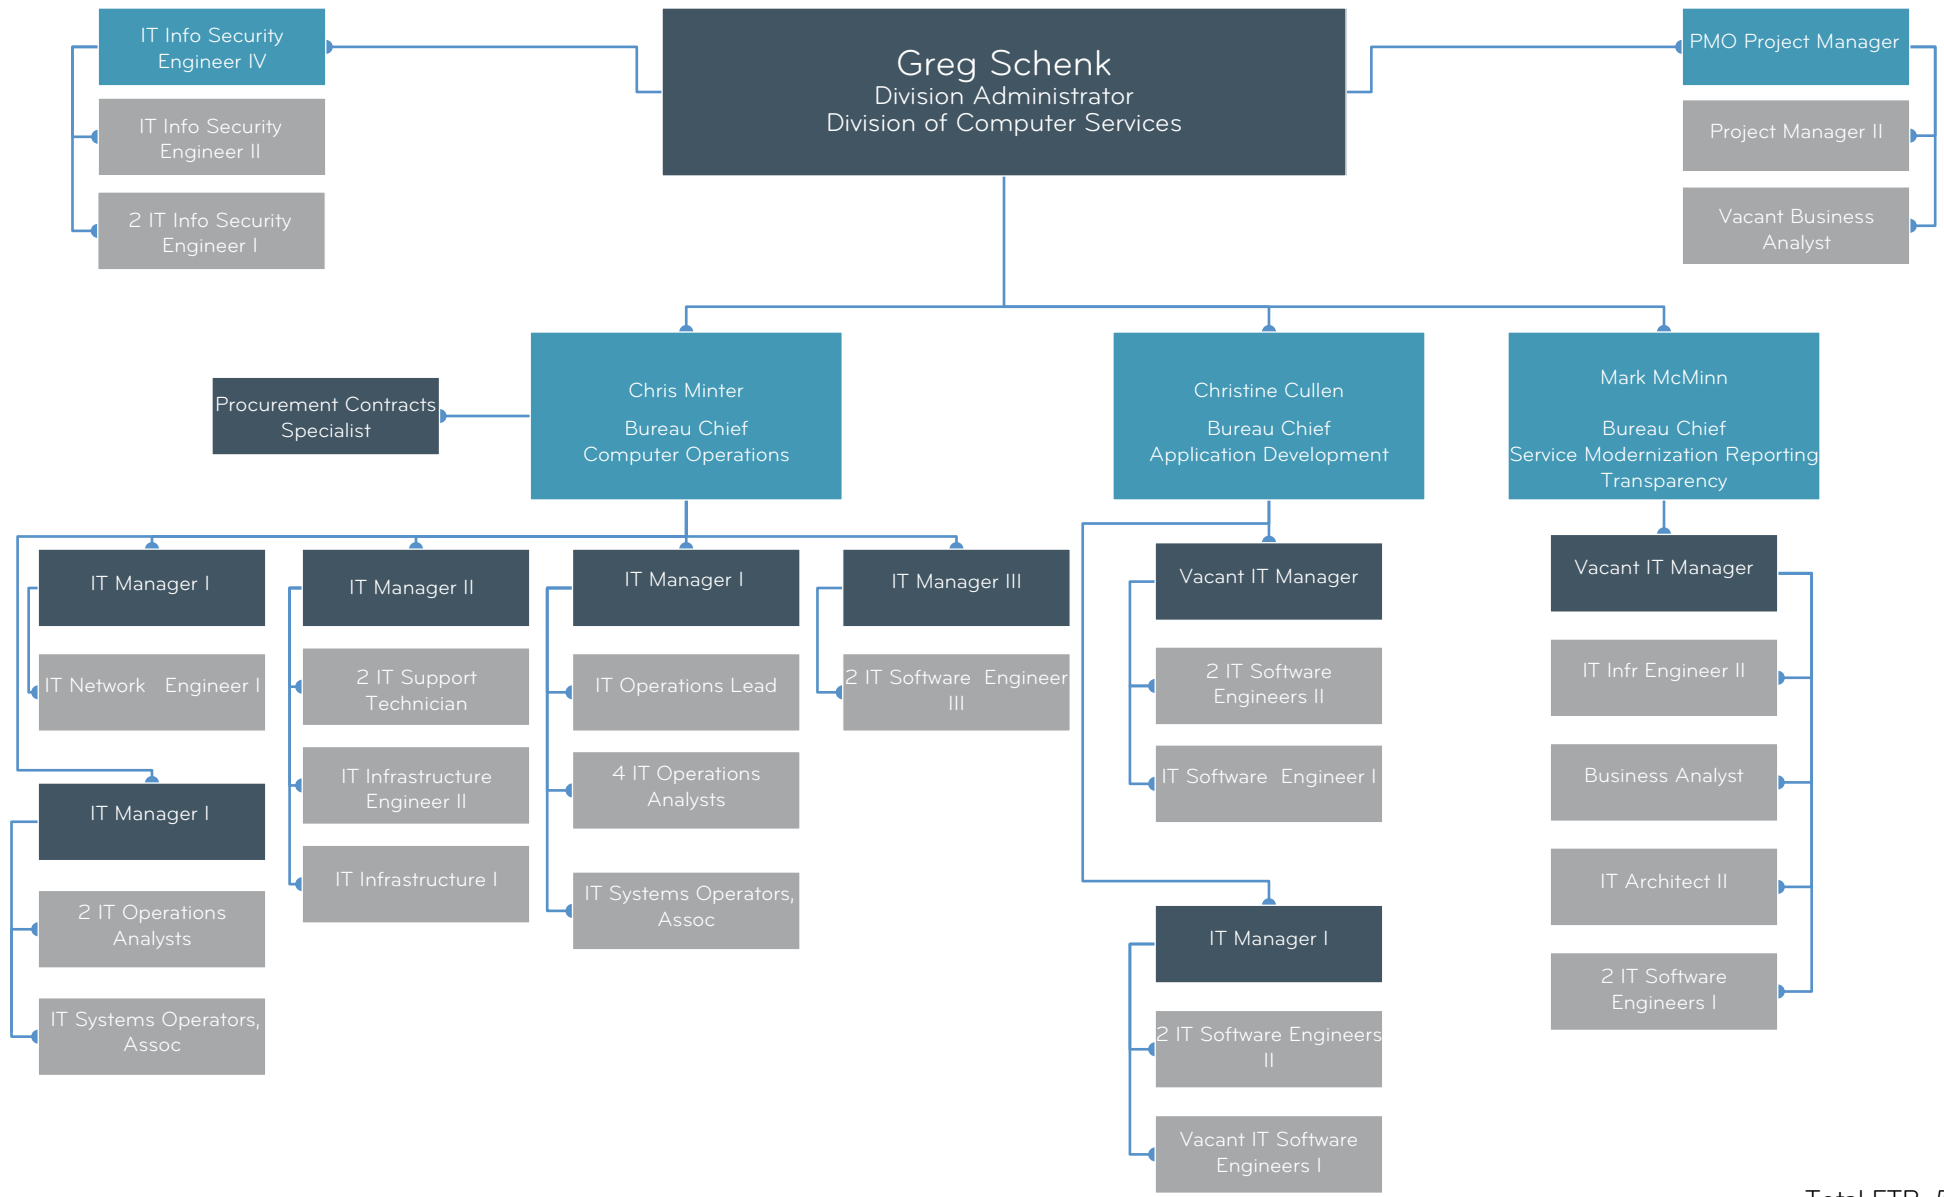 IT Info Security
Engineer IV
IT Info Security
Engineer II
2 IT Info Security
Engineer I
Greg Schenk
Division Administrator
Division of Computer Services
PMO Project Manager
Project Manager II
Vacant Business
Analyst
Procurement Contracts
Specialist
Chris Minter
Bureau Chief
Computer Operations
Christine Cullen
Bureau Chief
Application Development
Mark McMinn
Bureau Chief
Service Modernization Reporting
Transparency
IT Manager I
IT Network Engineer I
IT Manager I
2 IT Operations
Analysts
IT Systems Operators,
Assoc
IT Manager II
2 IT Support
Technician
IT Infrastructure
Engineer II
IT Infrastructure I
IT Manager I
IT Operations Lead
4 IT Operations
Analysts
IT Systems Operators,
Assoc
IT Manager III
2 IT Software Engineer
III
Vacant IT Manager
2 IT Software
Engineers II
IT Software Engineer I
IT Manager I
2 IT Software Engineers
II
Vacant IT Software
Engineers I
Vacant IT Manager
IT Infr Engineer II
Business Analyst
IT Architect II
2 IT Software
Engineers I